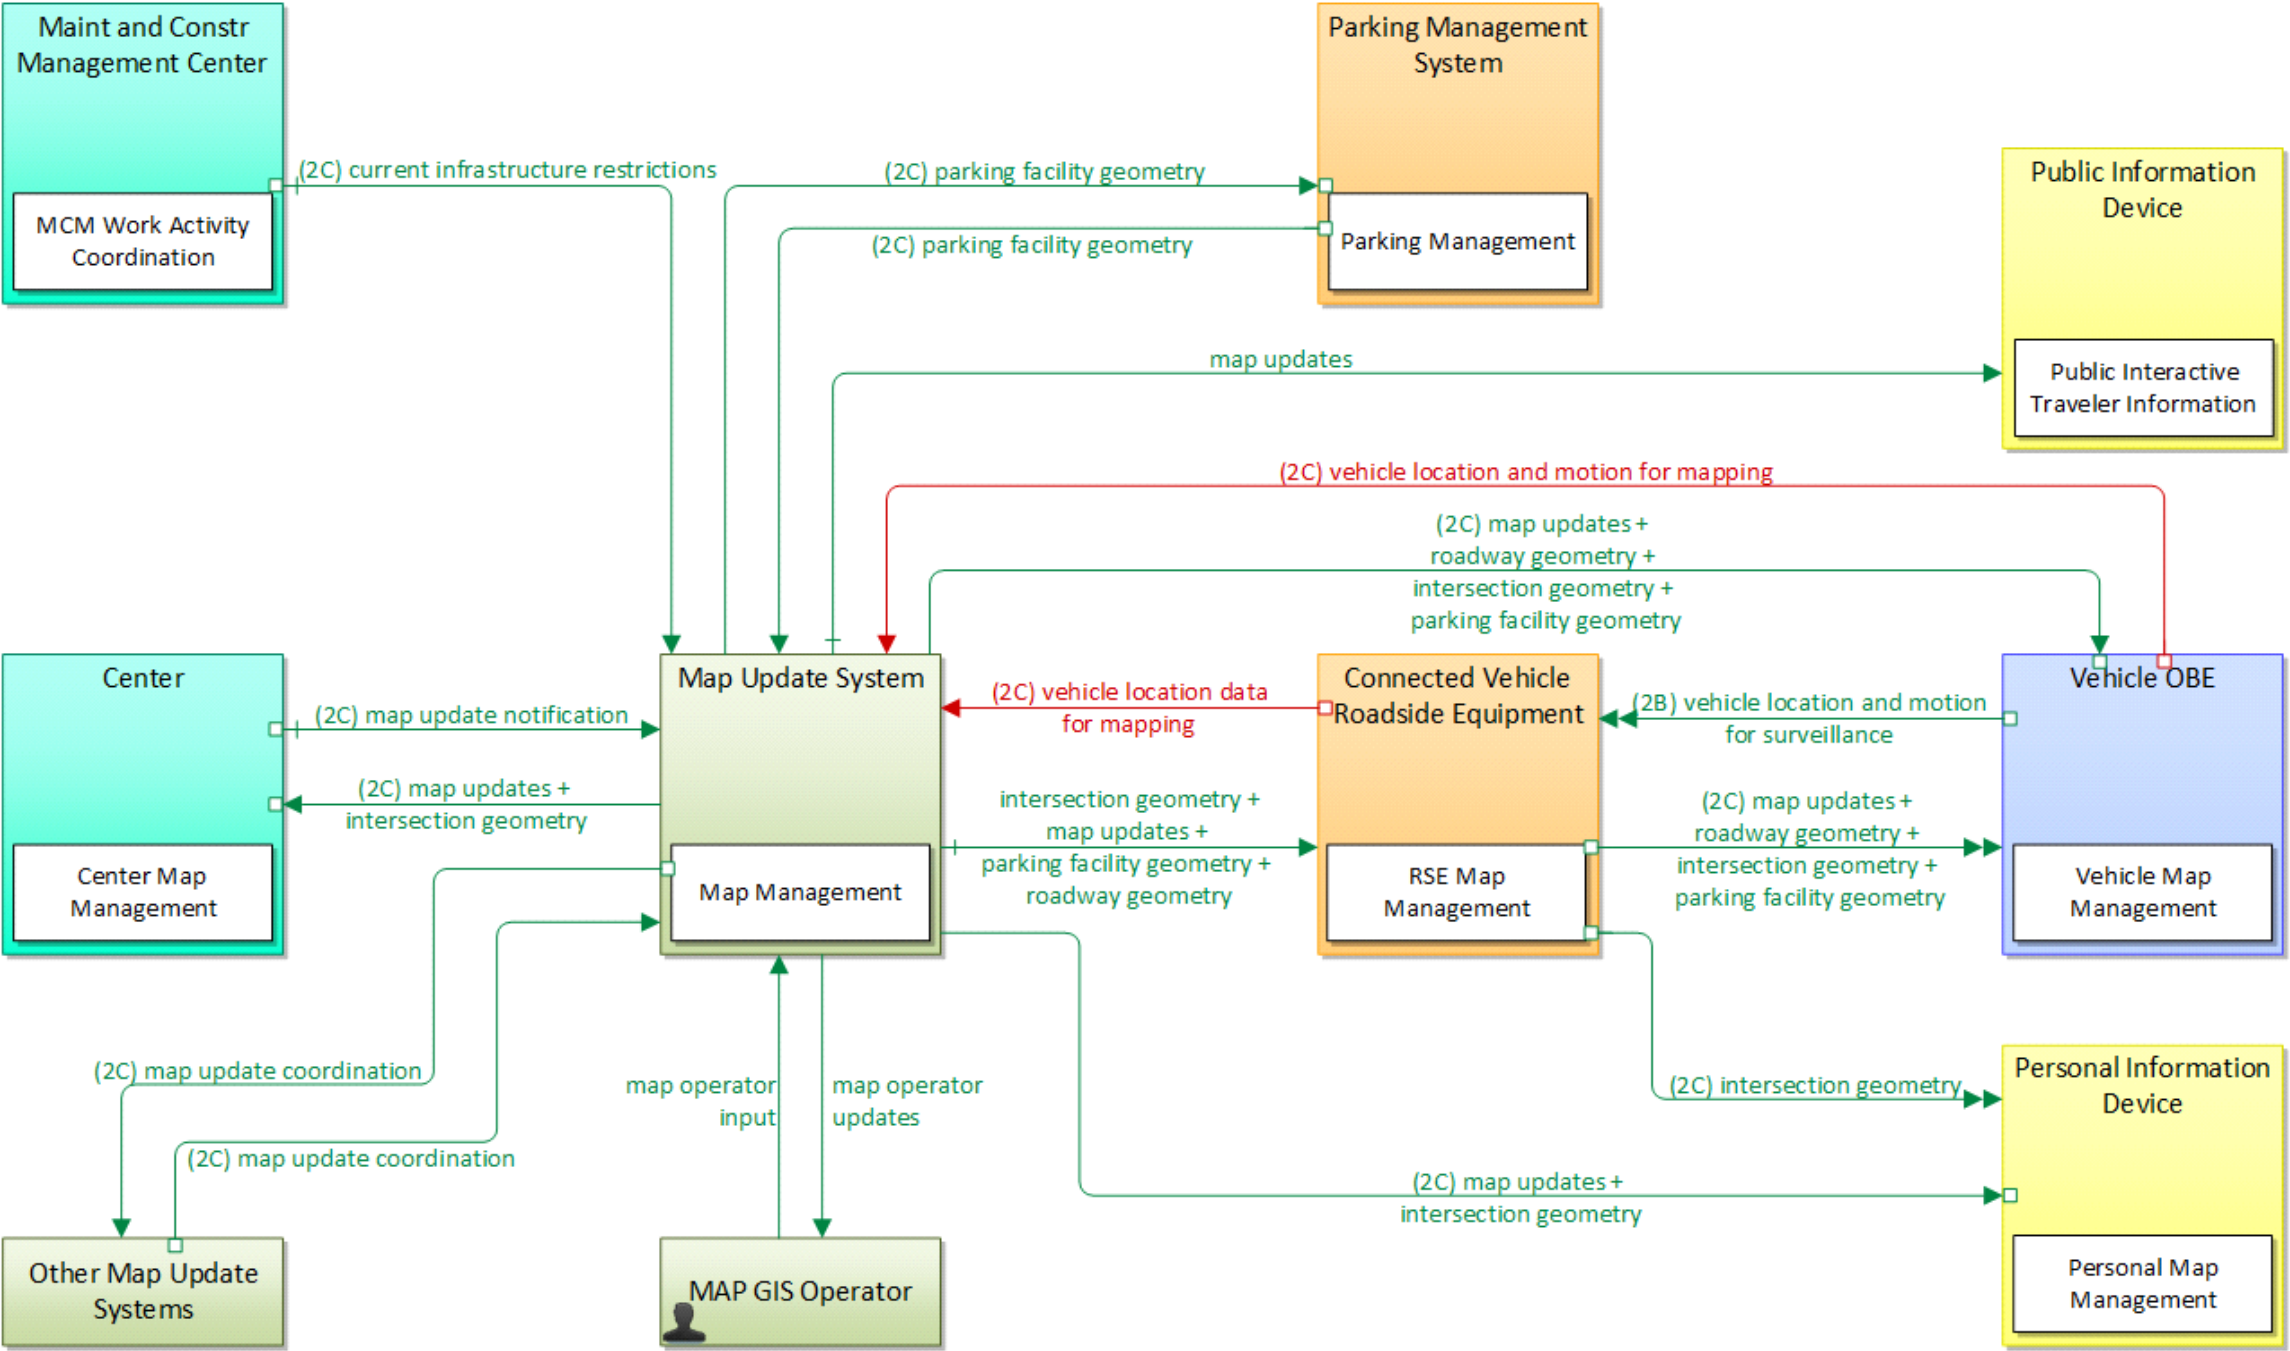 Maint and Constr
Management Center
MCM Work Activity
Coordination
(2C) current infrastructure restrictions
Parking Management
System
Parking Management
(2C) parking facility geometry
(2C) parking facility geometry
Public Information
Device
Public Interactive
Traveler Information
map updates
(2C) vehicle location and motion for mapping
(2C) map updates +
roadway geometry +
intersection geometry +
parking facility geometry
Center
Center Map
Management
(2C) map update notification
(2C) map updates +
intersection geometry
Map Update System
Map Management
(2C) vehicle location data
for mapping
intersection geometry +
map updates +
parking facility geometry +
roadway geometry
Connected Vehicle
Roadside Equipment
RSE Map
Management
(2B) vehicle location and motion
for surveillance
(2C) map updates +
roadway geometry +
intersection geometry +
parking facility geometry
Vehicle OBE
Vehicle Map
Management
(2C) map update coordination
(2C) map update coordination
map operator
input
map operator
updates
(2C) intersection geometry
(2C) map updates +
intersection geometry
Personal Information
Device
Personal Map
Management
Other Map Update
Systems
MAP GIS Operator